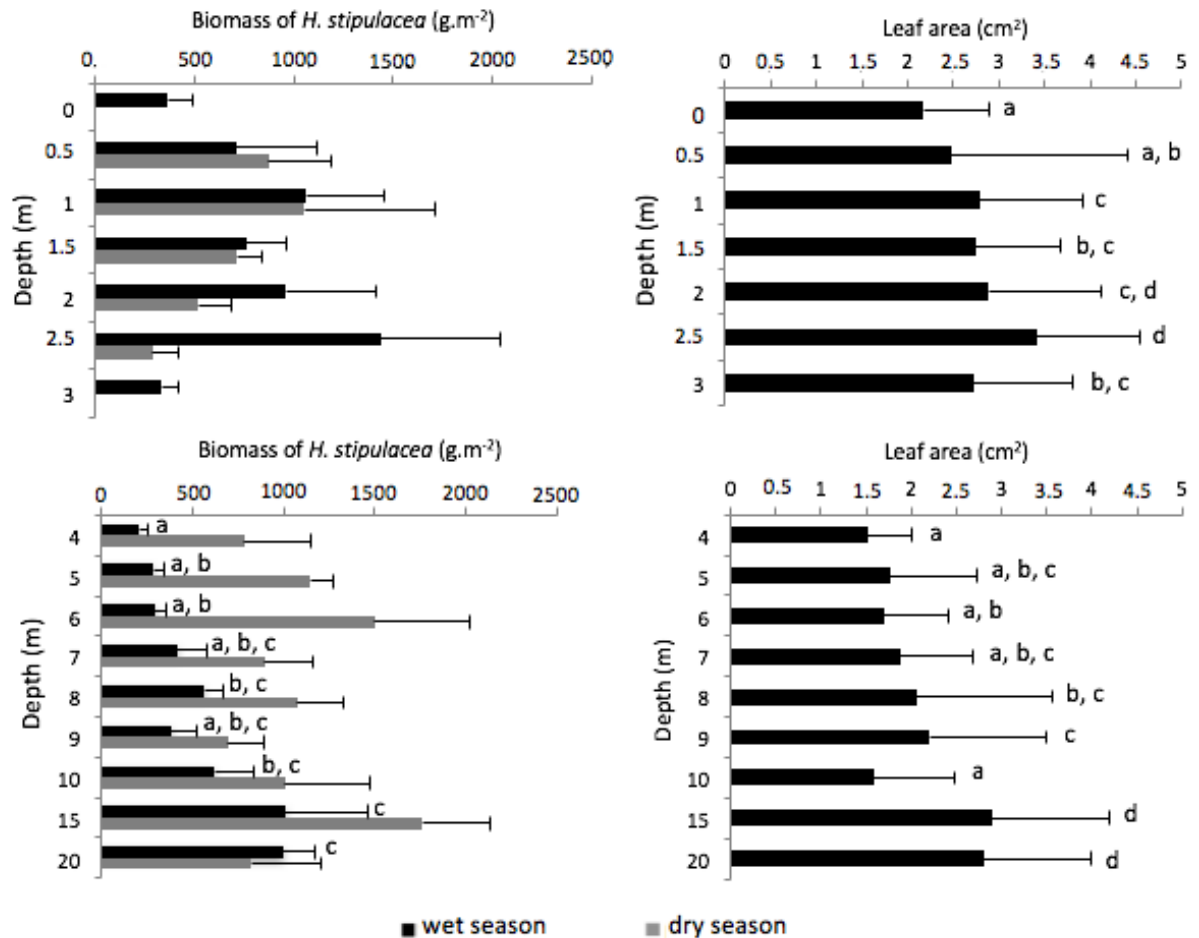 Biomass of H. stipulacea (g.m-2)
0. 500 1000 1500 2000 2500
Depth (m)
0
0.5
1
1.5
2
2.5
3
Leaf area (cm2)
0 0.5 1 1.5 2 2.5 3 3.5 4 4.5 5
Depth (m)
0 a
0.5 a, b
1 c
1.5 b, c
2 c, d
2.5 d
3 b, c
Biomass of H. stipulacea (g.m-2)
0 500 1000 1500 2000 2500
Depth (m)
4 a
5 a, b
6 a, b
7 a, b, c
8 b, c
9 a, b, c
10 b, c
15 c
20 c
Leaf area (cm2)
0 0.5 1 1.5 2 2.5 3 3.5 4 4.5 5
Depth (m)
4 a
5 a, b, c
6 a, b
7 a, b, c
8 b, c
9 c
10 a
15 d
20 d
wet season dry season